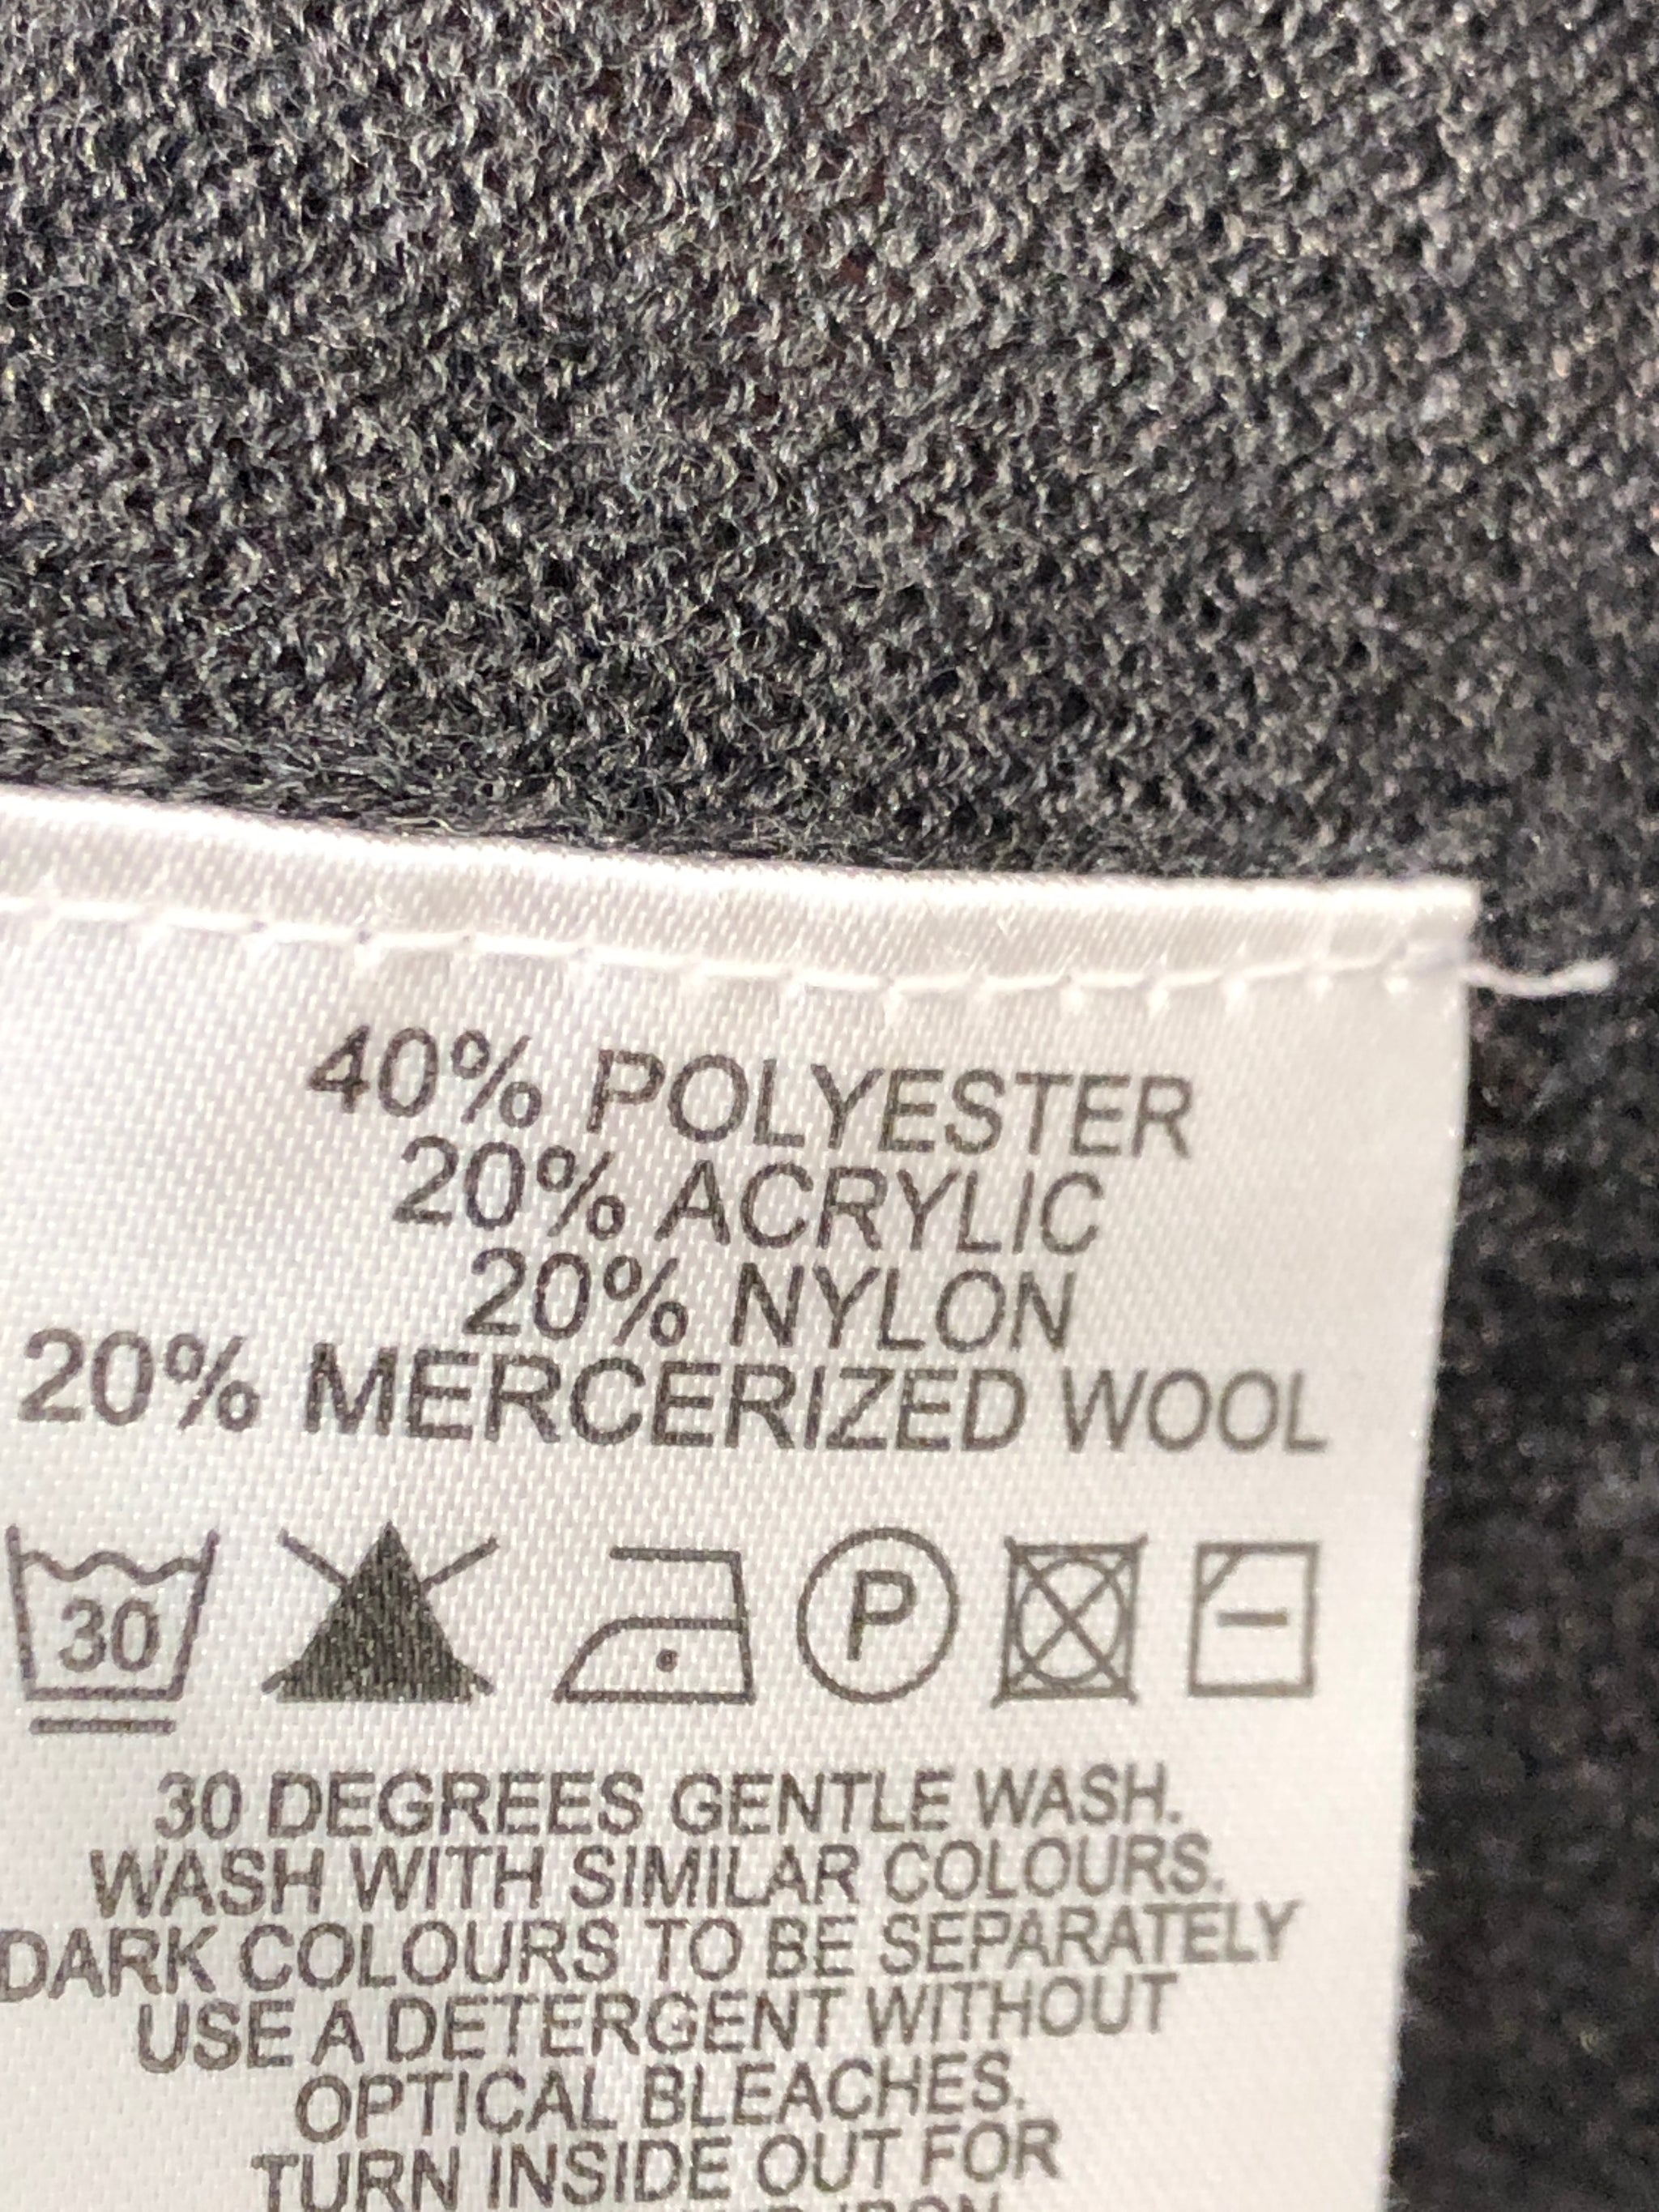 40% POLYESTER
20% ACRYLIC
20% NYLON
20% MERCERIZED WOOL
30 P
30 DEGREES GENTLE WASH.
WASH WITH SIMILAR COLOURS.
DARK COLOURS TO BE SEPARATELY
USE A DETERGENT WITHOUT
OPTICAL BLEACHES.
TURN INSIDE OUT FOR